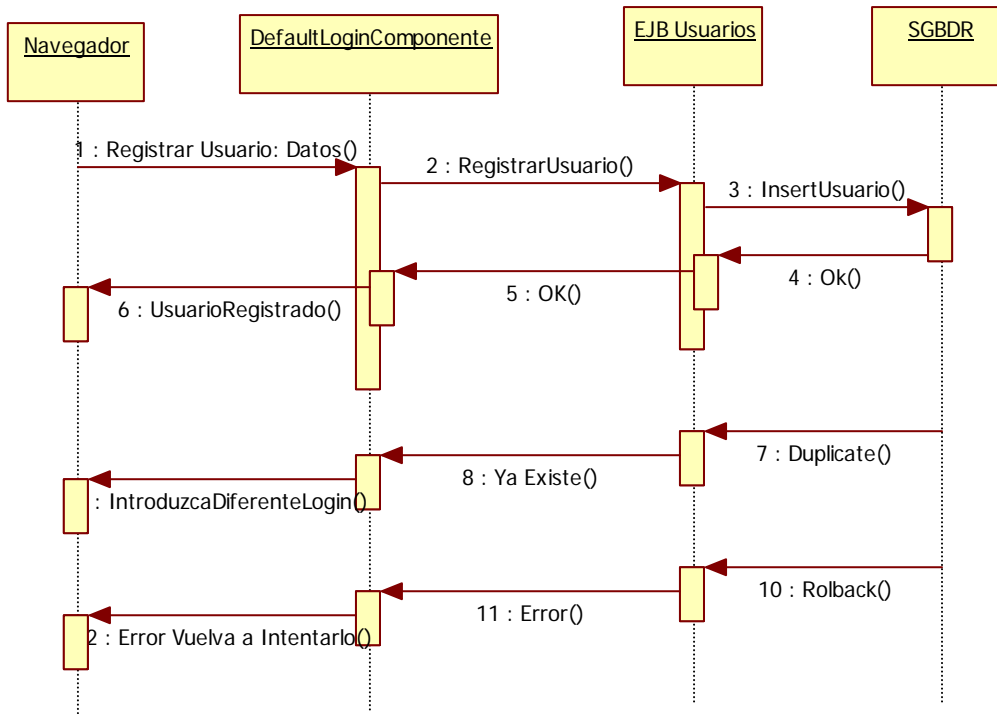 Navegador
DefaultLoginComponente
EJB Usuarios
SGBDR
1 : Registrar Usuario: Datos()
2 : RegistrarUsuario()
3 : InsertUsuario()
4 : Ok()
5 : OK()
6 : UsuarioRegistrado()
7 : Duplicate()
8 : Ya Existe()
: IntroduzcaDiferenteLogin()
10 : Rolback()
11 : Error()
2 : Error Vuelva a Intentarlo()